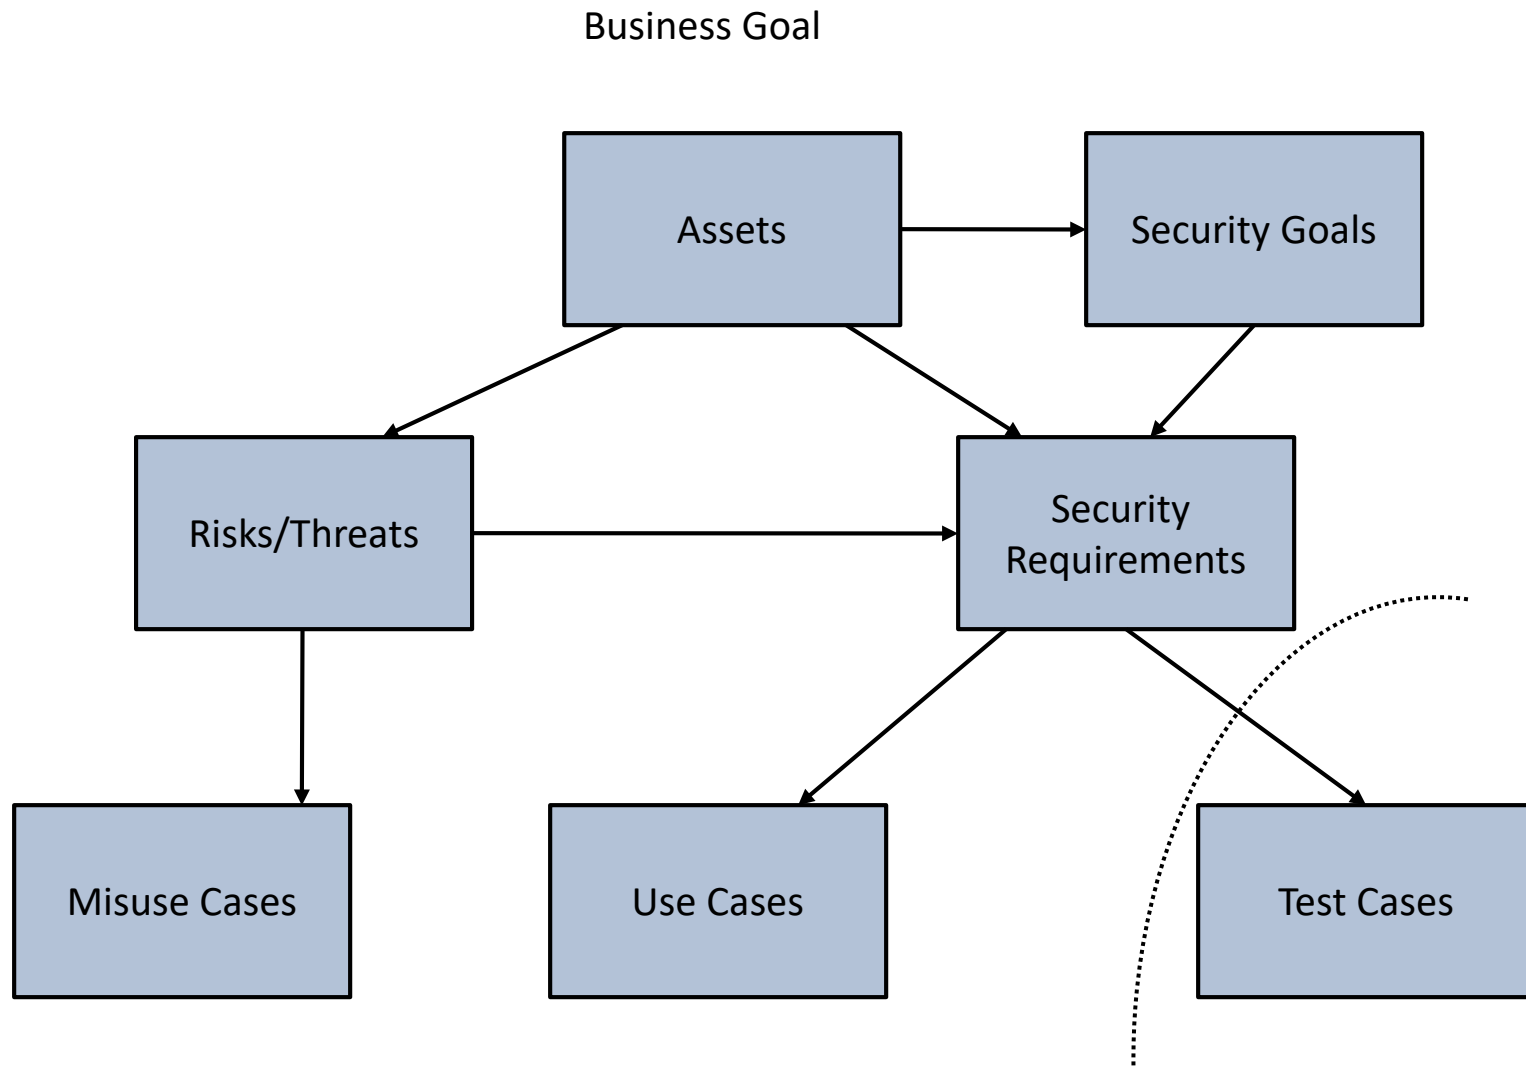 Business Goal
Assets
Security Goals
Risks/Threats
Security
Requirements
Misuse Cases
Use Cases
Test Cases